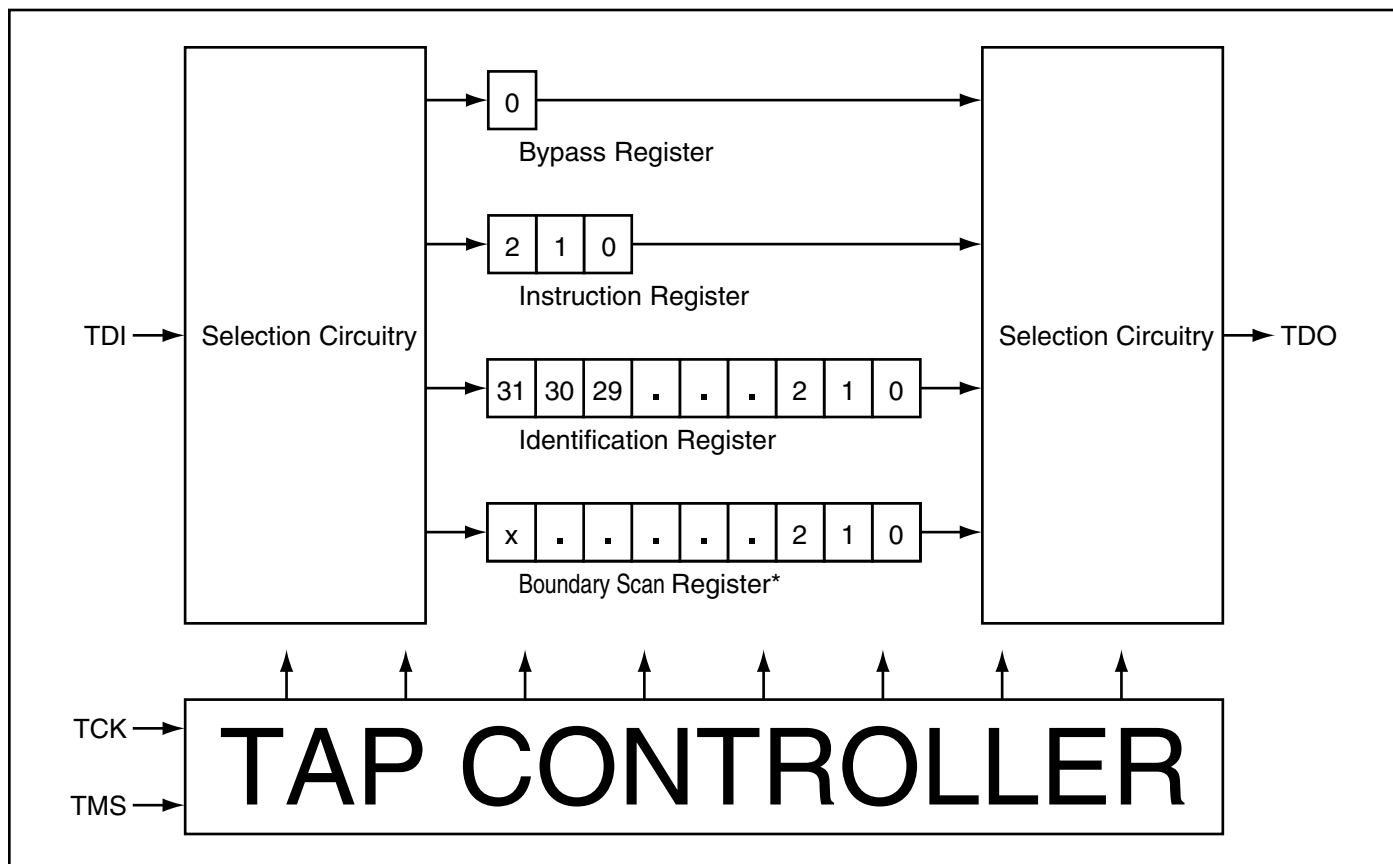 0
Bypass Register
2 1 0
Instruction Register
TDI
Selection Circuitry
Selection Circuitry
TDO
31 30 29 . . . 2 1 0
Identification Register
x . . . . . 2 1 0
Boundary Scan Register*
TCK
TMS
TAP CONTROLLER